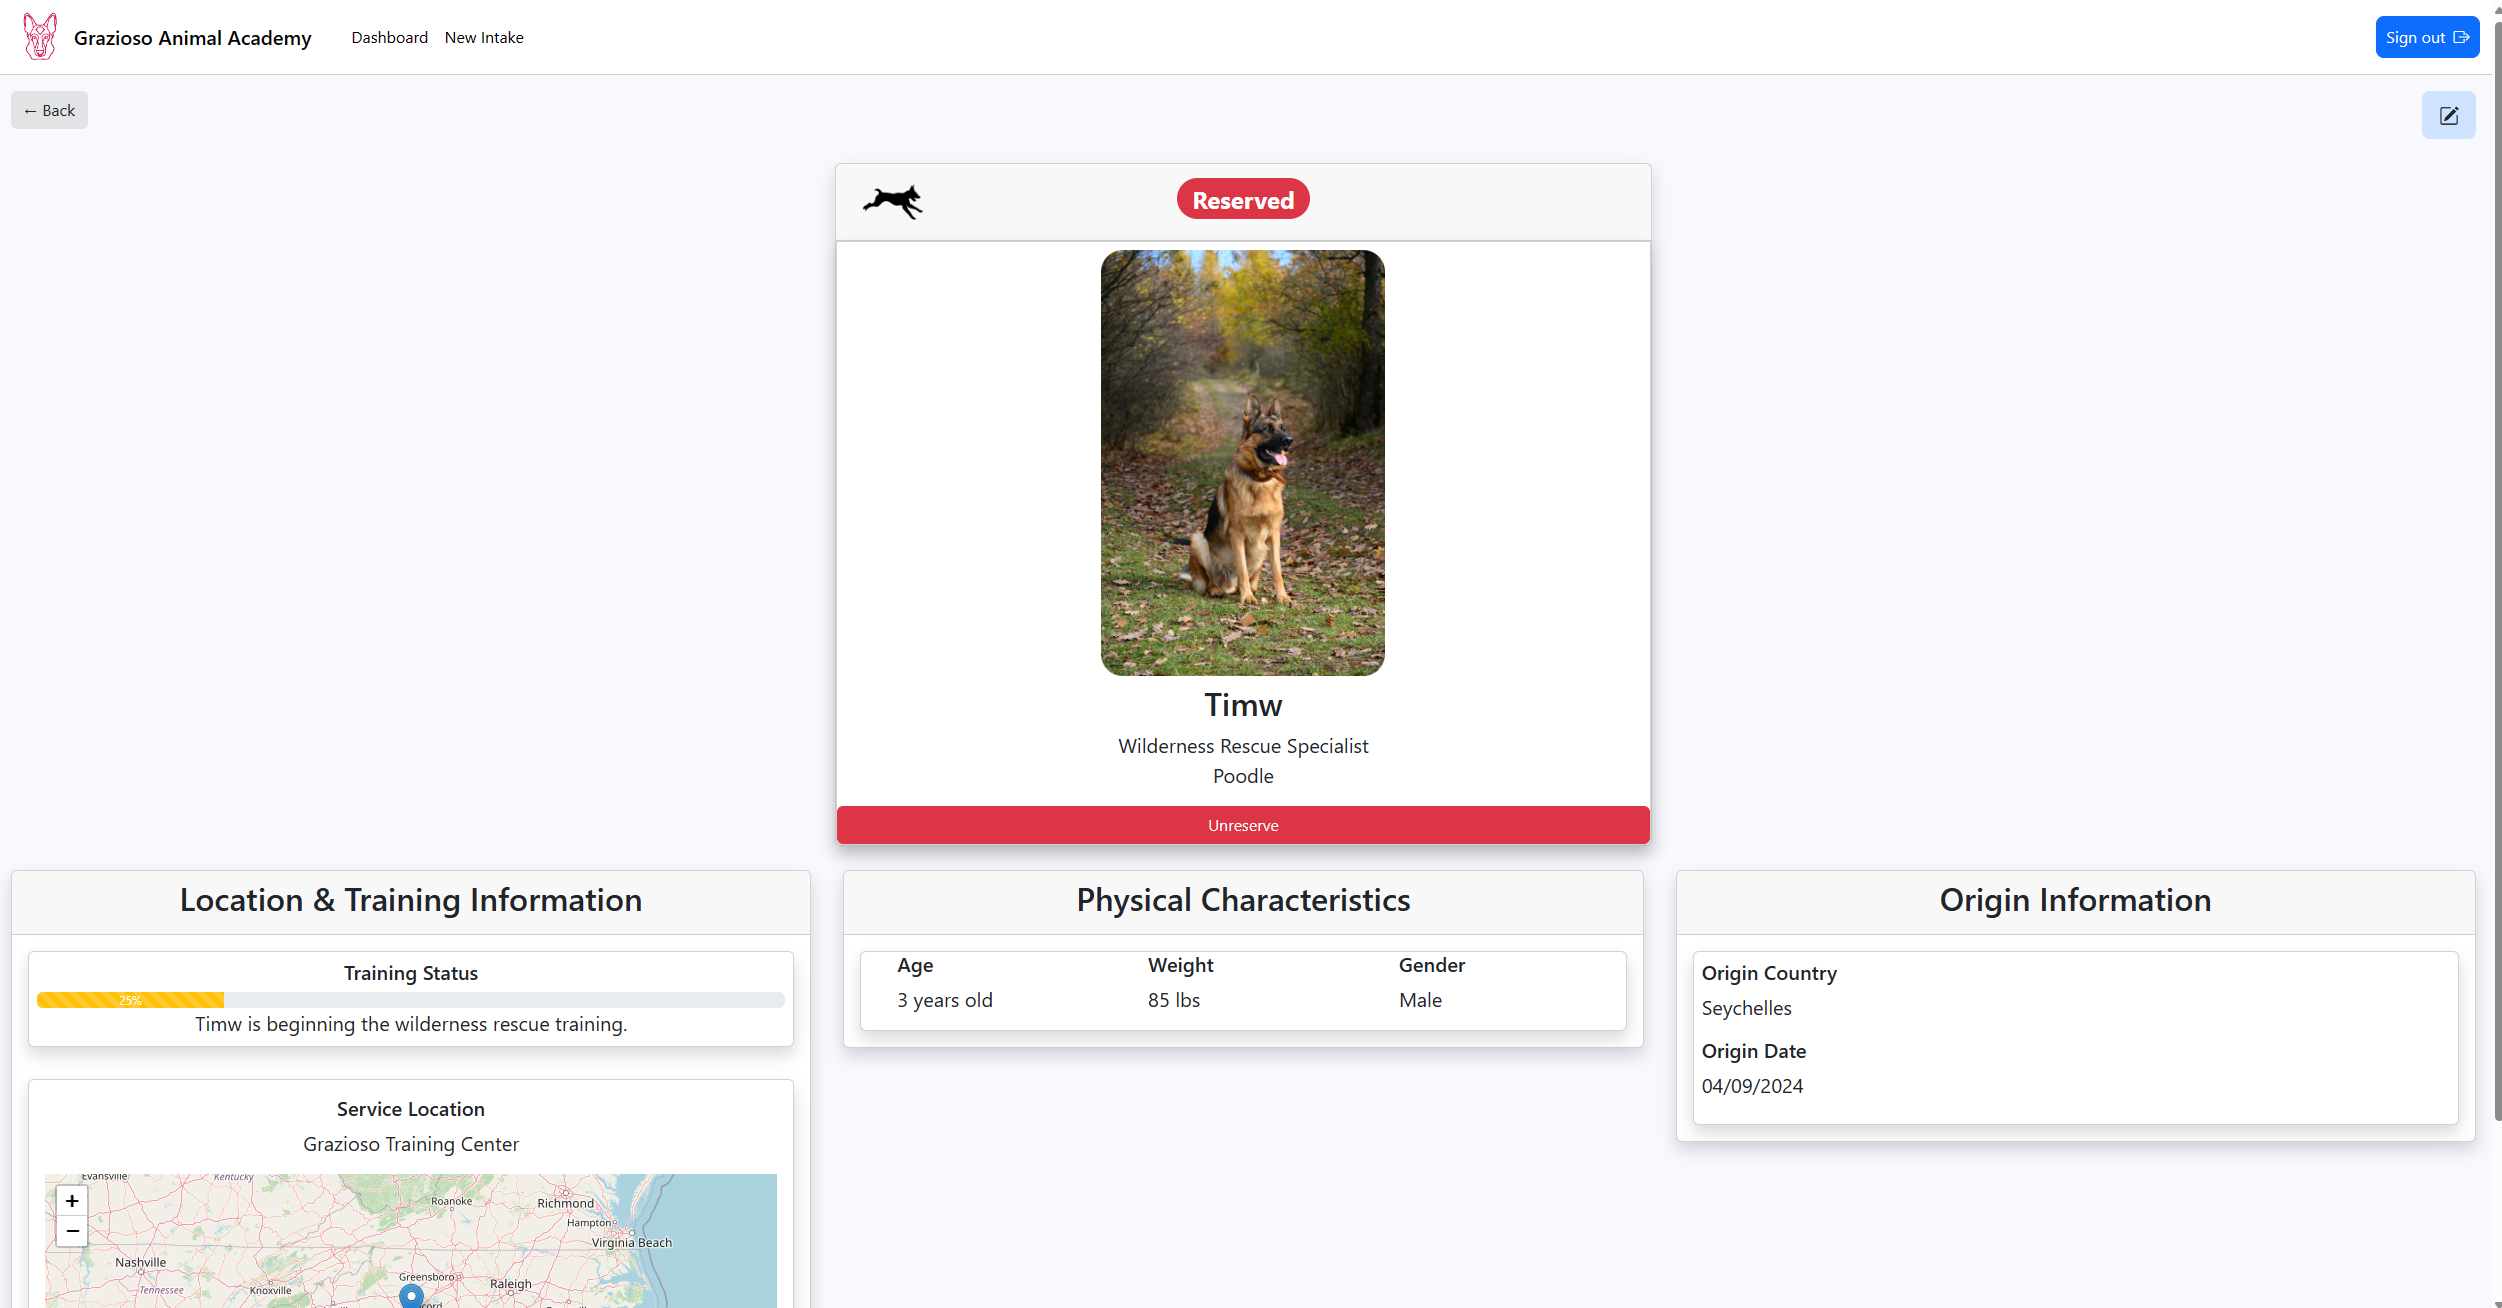 Grazioso Animal Academy
Dashboard
New Intake
Sign out
← Back
Reserved
Timw
Wilderness Rescue Specialist
Poodle
Unreserve
Location & Training Information
Training Status
25%
Timw is beginning the wilderness rescue training.
Service Location
Grazioso Training Center
+
−
Evansville
Kentucky
Roanoke
Richmond
Hampton
Virginia Beach
Nashville
Tennessee
Knoxville
Greensboro
Raleigh
cord
Physical Characteristics
Age Weight Gender
3 years old 85 lbs Male
Origin Information
Origin Country
Seychelles
Origin Date
04/09/2024